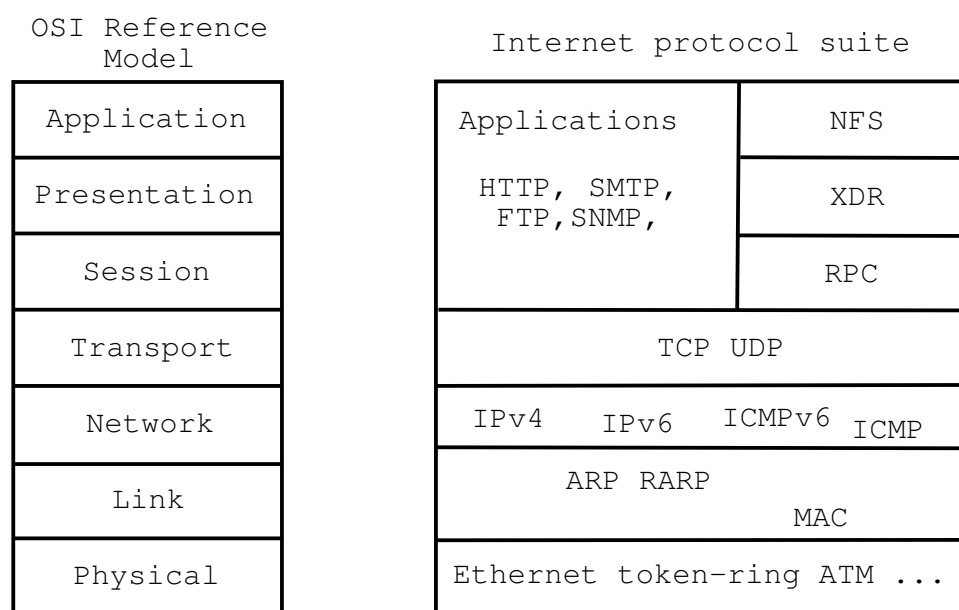 OSI Reference
Model
Application
Presentation
Session
Transport
Network
Link
Physical
Internet protocol suite
Applications
HTTP, SMTP,
FTP,SNMP,
NFS
XDR
RPC
TCP UDP
IPv4 IPv6 ICMPv6 ICMP
ARP RARP
MAC
Ethernet token-ring ATM ...